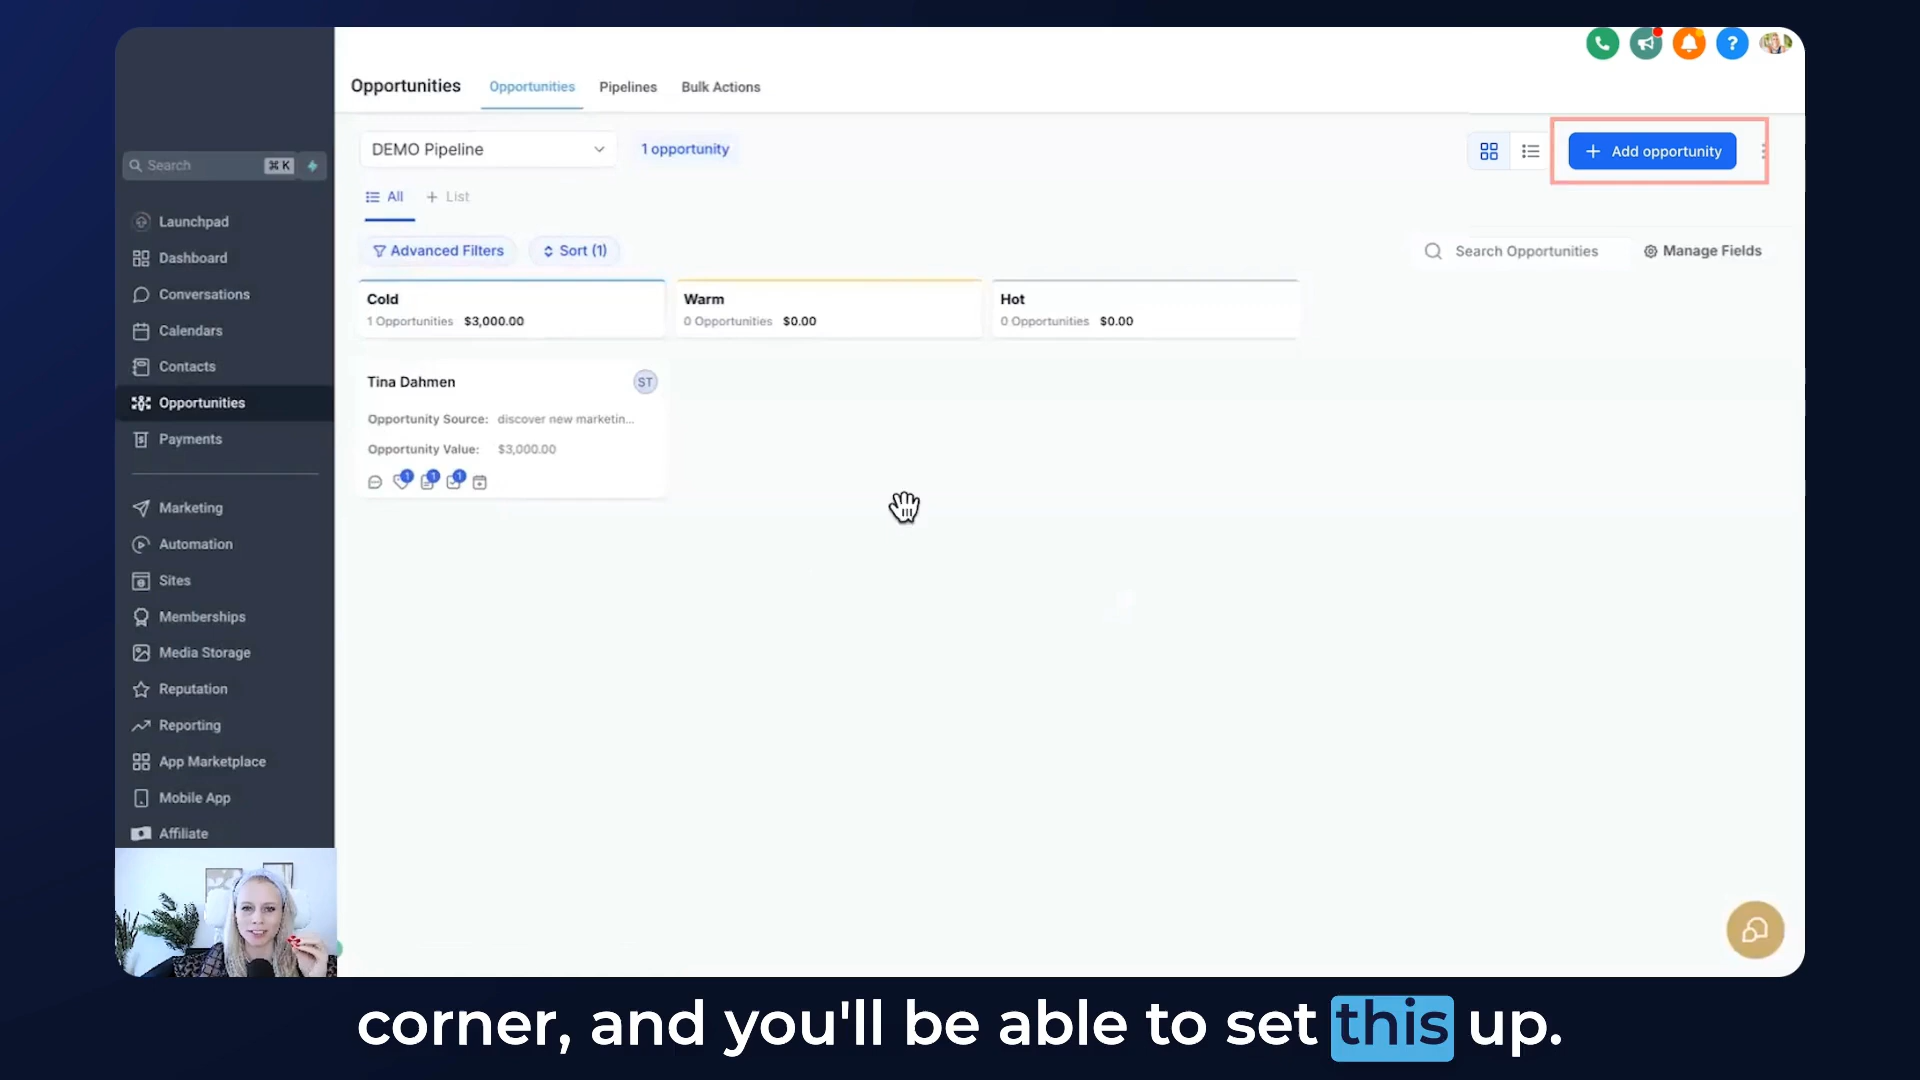 Opportunities
Opportunities
Pipelines
Bulk Actions
DEMO Pipeline
1 opportunity
+ Add opportunity
Search
⌘ K
All
+ List
Advanced Filters
Sort (1)
Search Opportunities
Manage Fields
Launchpad
Dashboard
Conversations
Calendars
Contacts
Opportunities
Payments
Marketing
Automation
Sites
Memberships
Media Storage
Reputation
Reporting
App Marketplace
Mobile App
Affiliate
Cold
1 Opportunities $3,000.00
Warm
0 Opportunities $0.00
Hot
0 Opportunities $0.00
Tina Dahmen
ST
Opportunity Source: discover new marketin...
Opportunity Value: $3,000.00
1
1
1
corner, and you'll be able to set this up.